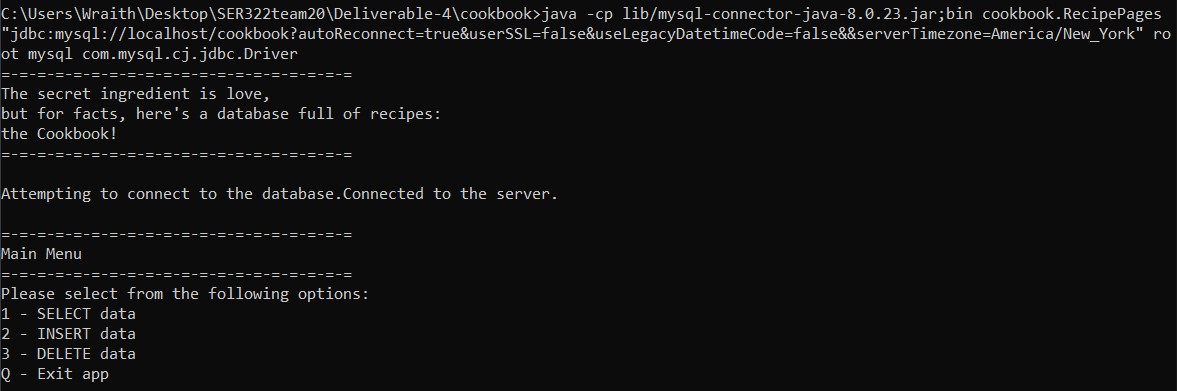 C:\Users\Wraith\Desktop\SER322team20\Deliverable-4\cookbook>java -cp lib/mysql-connector-java-8.0.23.jar;bin cookbook.RecipePages
"jdbc:mysql://localhost/cookbook?autoReconnect=true&userSSL=false&useLegacyDatetimeCode=false&&serverTimezone=America/New_York" ro
ot mysql com.mysql.cj.jdbc.Driver
=-=-=-=-=-=-=-=-=-=-=-=-=-=-=-=-=-=-=-=
The secret ingredient is love,
but for facts, here's a database full of recipes:
the Cookbook!
=-=-=-=-=-=-=-=-=-=-=-=-=-=-=-=-=-=-=-=
Attempting to connect to the database.Connected to the server.
=-=-=-=-=-=-=-=-=-=-=-=-=-=-=-=-=-=-=-=
Main Menu
=-=-=-=-=-=-=-=-=-=-=-=-=-=-=-=-=-=-=-=
Please select from the following options:
1 - SELECT data
2 - INSERT data
3 - DELETE data
Q - Exit app